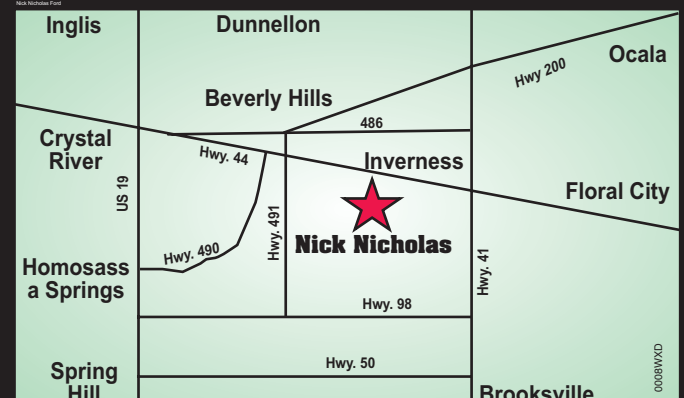 Nick Nicholas Ford
Inglis
Dunnellon
Ocala
Hwy 200
Beverly Hills
486
Crystal
River
Hwy. 44
Inverness
US 19
Floral City
Hwy. 491
Nick Nicholas
Hwy. 490
Hwy. 41
Homosass
a Springs
Hwy. 98
Hwy. 50
Spring
Hill
Brooksville
0008WXD